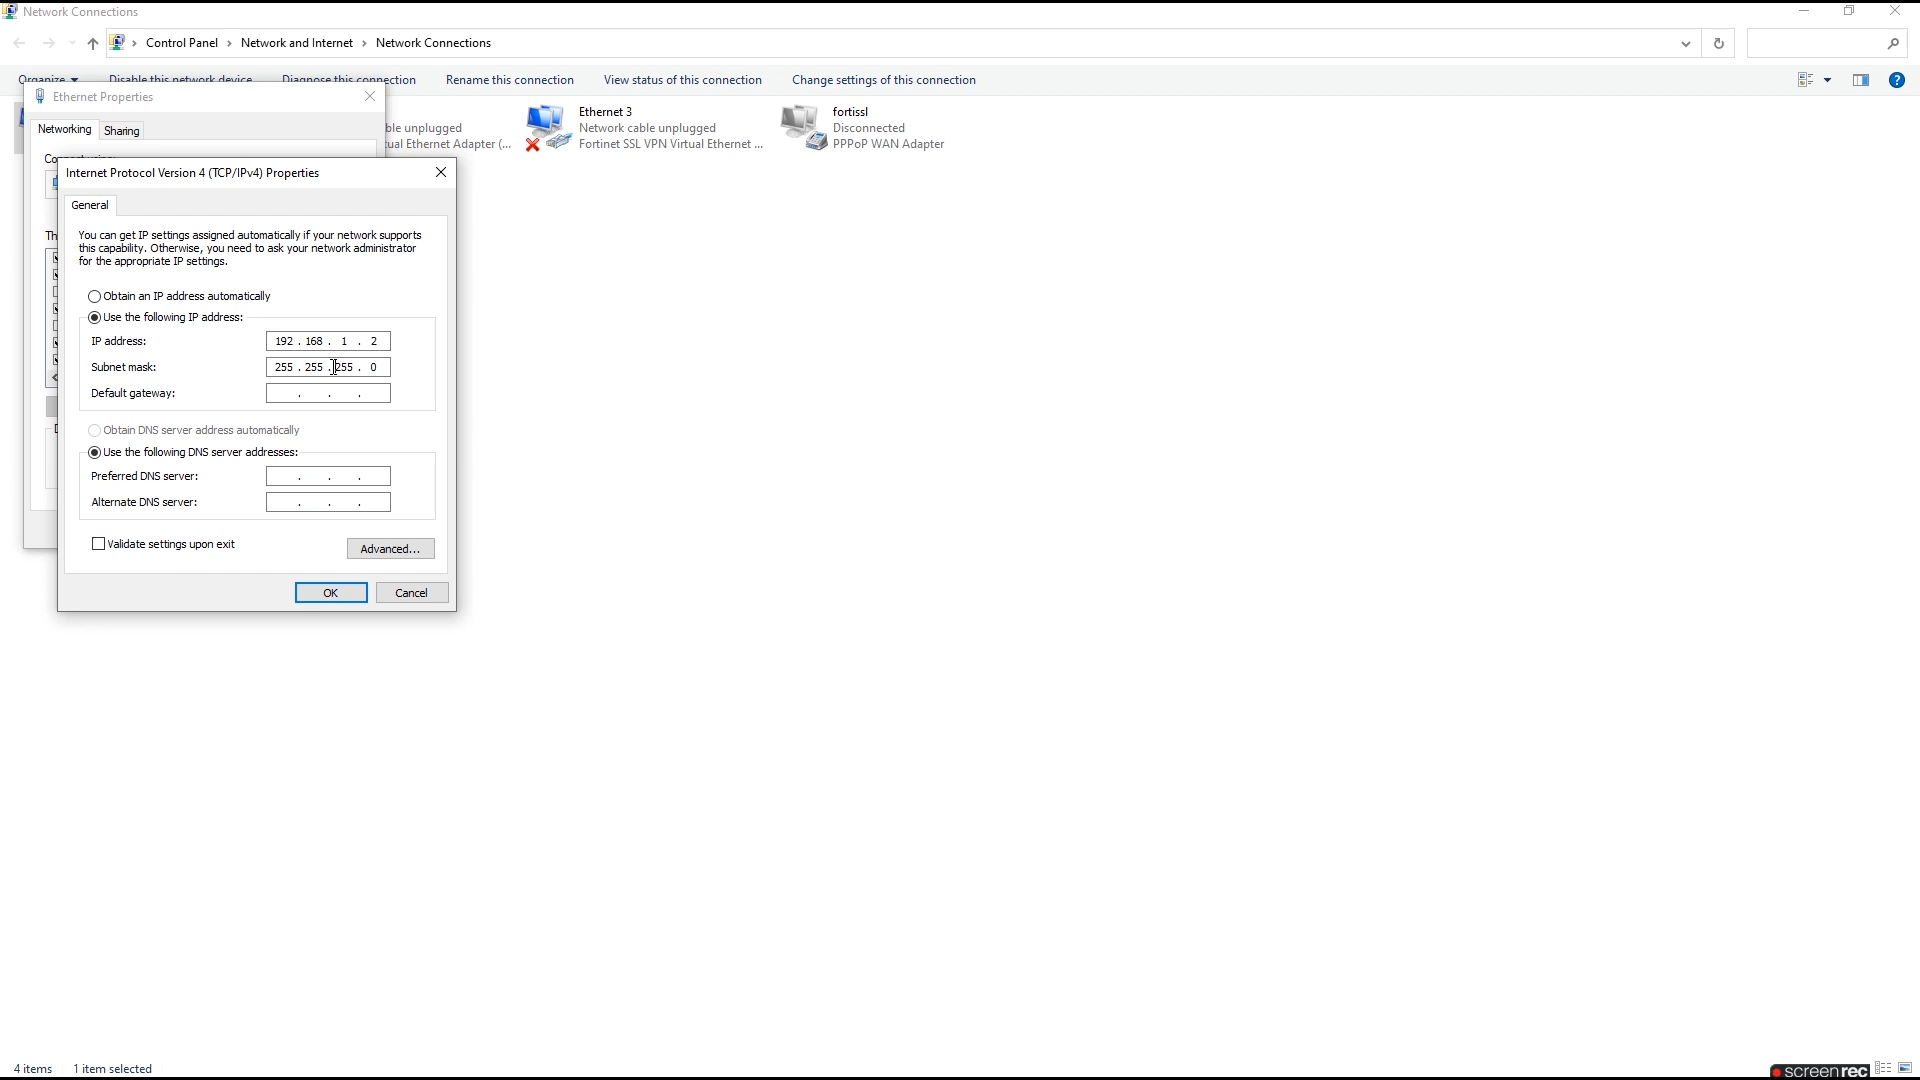 Network Connections
Control Panel › Network and Internet › Network Connections
Organize Disable this network device Diagnose this connection Rename this connection View status of this connection Change settings of this connection
Ethernet Properties
Networking Sharing
ble unplugged
tual Ethernet Adapter (...
Ethernet 3
Network cable unplugged
Fortinet SSL VPN Virtual Ethernet ...
fortissl
Disconnected
PPPoP WAN Adapter
Internet Protocol Version 4 (TCP/IPv4) Properties
General
You can get IP settings assigned automatically if your network supports
this capability. Otherwise, you need to ask your network administrator
for the appropriate IP settings.
Obtain an IP address automatically
Use the following IP address:
IP address: 192 . 168 . 1 . 2
Subnet mask: 255 . 255 . 255 . 0
Default gateway: . . .
Obtain DNS server address automatically
Use the following DNS server addresses:
Preferred DNS server: . . .
Alternate DNS server: . . .
Validate settings upon exit
Advanced...
OK Cancel
4 items 1 item selected
screenrec